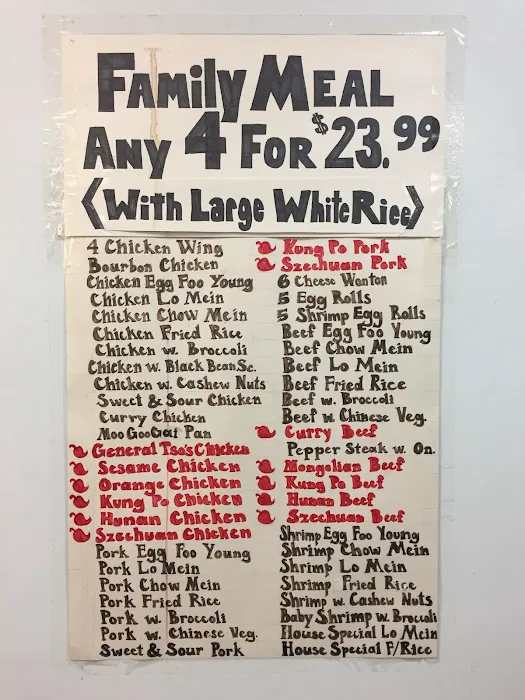 Family Meal
Any 4 For $23.99
(With Large White Rice)
4 Chicken Wing
Bourbon Chicken
Chicken Egg Foo Young
Chicken Lo Mein
Chicken Chow Mein
Chicken Fried Rice
Chicken w. Broccoli
Chicken w. Black Bean Sc.
Chicken w. Cashew Nuts
Sweet & Sour Chicken
Curry Chicken
Moo Goo Gai Pan
General Tso's Chicken
Sesame Chicken
Orange Chicken
Kung Po Chicken
Hunan Chicken
Szechuan Chicken
Pork Egg Foo Young
Pork Lo Mein
Pork Chow Mein
Pork Fried Rice
Pork w. Broccoli
Pork w. Chinese Veg.
Sweet & Sour Pork
Kung Po Pork
Szechuan Pork
6 Cheese Wonton
5 Egg Rolls
5 Shrimp Egg Rolls
Beef Egg Foo Young
Beef Chow Mein
Beef Lo Mein
Beef Fried Rice
Beef w. Broccoli
Beef w. Chinese Veg.
Curry Beef
Pepper Steak w. On.
Mongolian Beef
Kung Po Beef
Hunan Beef
Szechuan Beef
Shrimp Egg Foo Young
Shrimp Chow Mein
Shrimp Lo Mein
Shrimp Fried Rice
Shrimp w. Cashew Nuts
Baby Shrimp w. Broccoli
House Special Lo Mein
House Special F/Rice